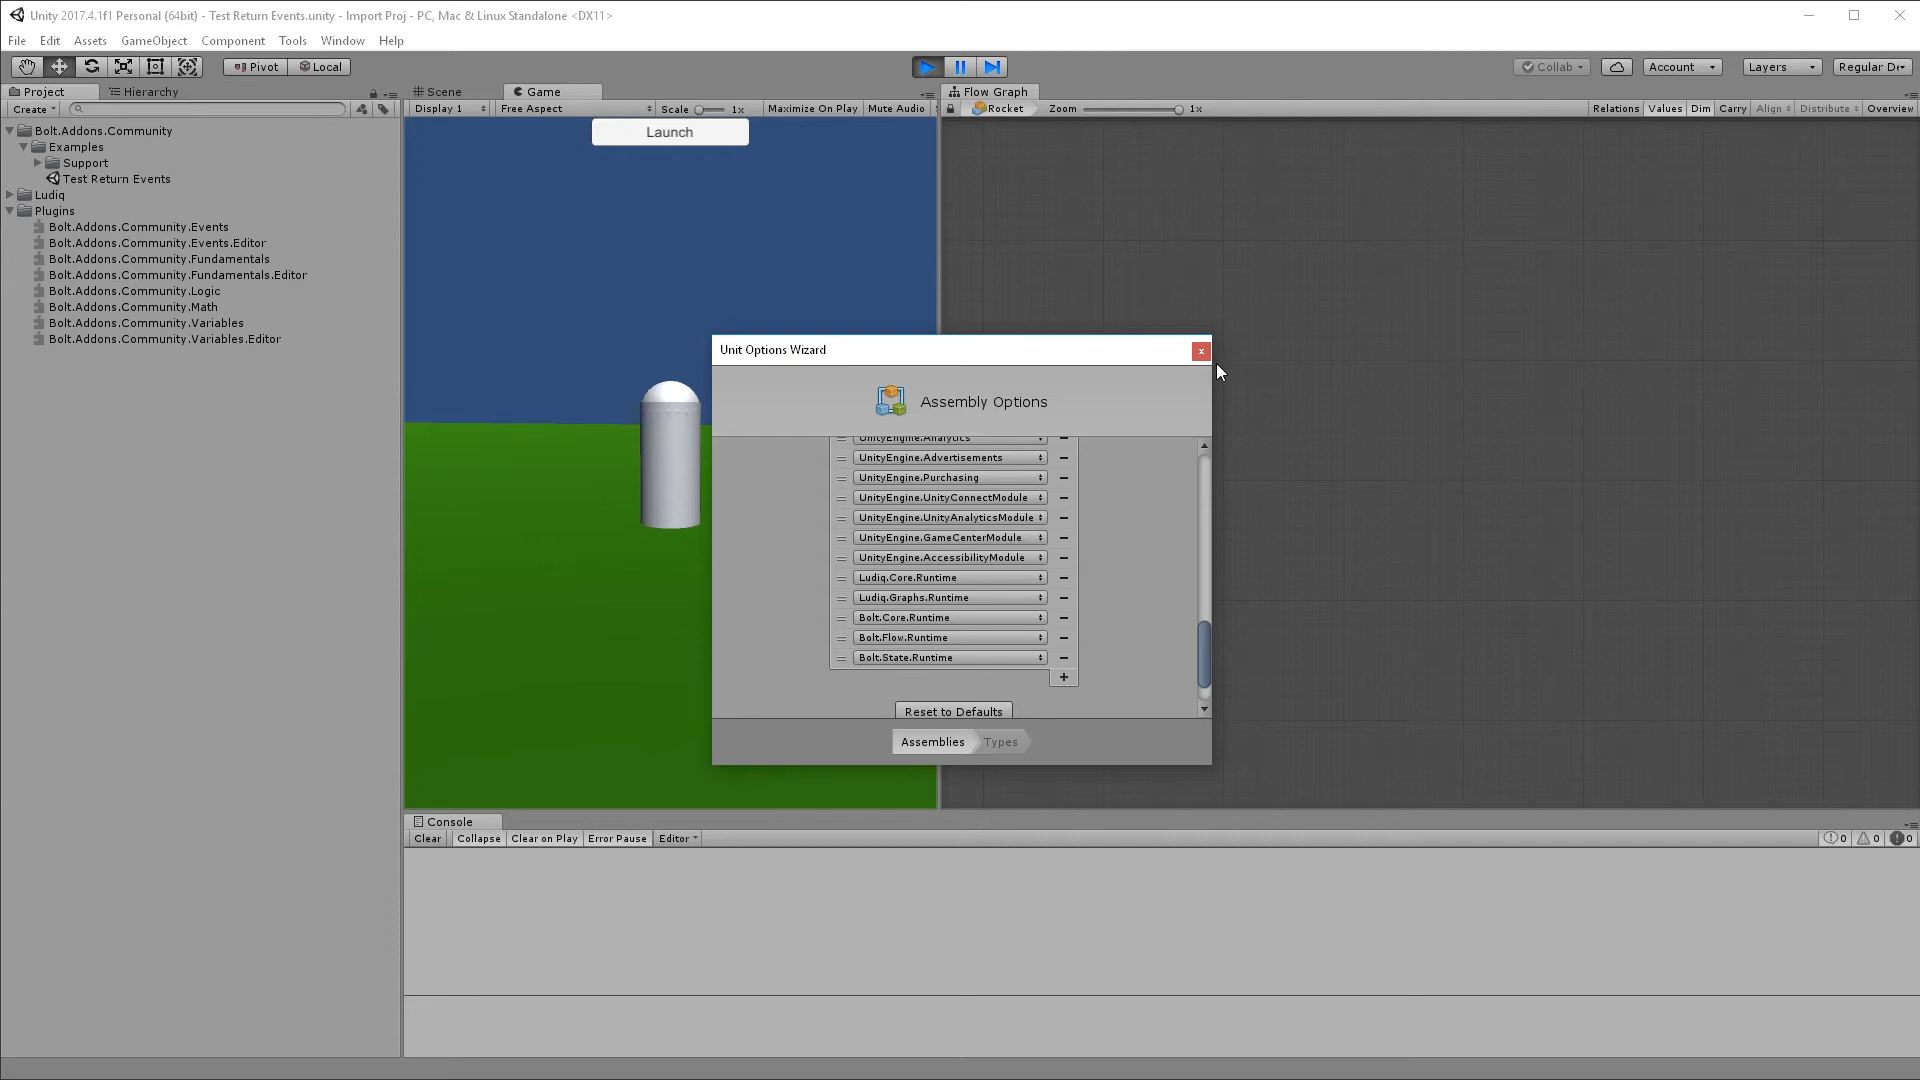 Unity 2017.4.1f1 Personal (64bit) - Test Return Events.unity - Import Proj - PC, Mac & Linux Standalone <DX11>
File Edit Assets GameObject Component Tools Window Help
Pivot Local Collab Account Layers Regular De
Project Hierarchy Scene Game Flow Graph
Create Display 1 Free Aspect Scale 1x Maximize On Play Mute Audio Rocket Zoom 1x Relations Values Dim Carry Align Distribute Overview
Bolt.Addons.Community
Examples
Support
Test Return Events
Ludiq
Plugins
Bolt.Addons.Community.Events
Bolt.Addons.Community.Events.Editor
Bolt.Addons.Community.Fundamentals
Bolt.Addons.Community.Fundamentals.Editor
Bolt.Addons.Community.Logic
Bolt.Addons.Community.Math
Bolt.Addons.Community.Variables
Bolt.Addons.Community.Variables.Editor
Launch
Unit Options Wizard
x
Assembly Options
UnityEngine.Analytics
UnityEngine.Advertisements
UnityEngine.Purchasing
UnityEngine.UnityConnectModule
UnityEngine.UnityAnalyticsModule
UnityEngine.GameCenterModule
UnityEngine.AccessibilityModule
Ludiq.Core.Runtime
Ludiq.Graphs.Runtime
Bolt.Core.Runtime
Bolt.Flow.Runtime
Bolt.State.Runtime
+
Reset to Defaults
Assemblies Types
Console
Clear Collapse Clear on Play Error Pause Editor 0 0 0